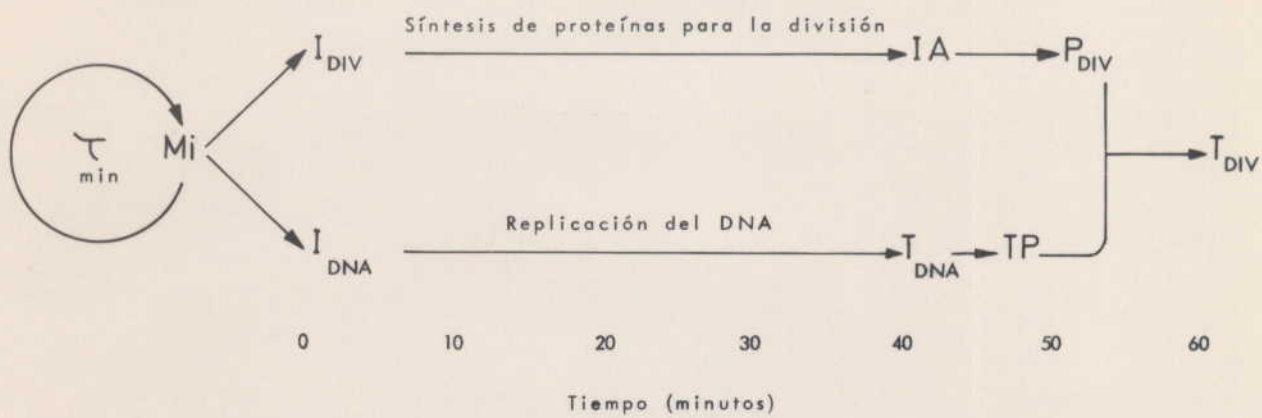 Síntesis de proteínas para la división
I DIV
IA
P DIV
τ min
Mi
T DIV
Replicación del DNA
I DNA
T DNA
TP
0 10 20 30 40 50 60
Tiempo (minutos)